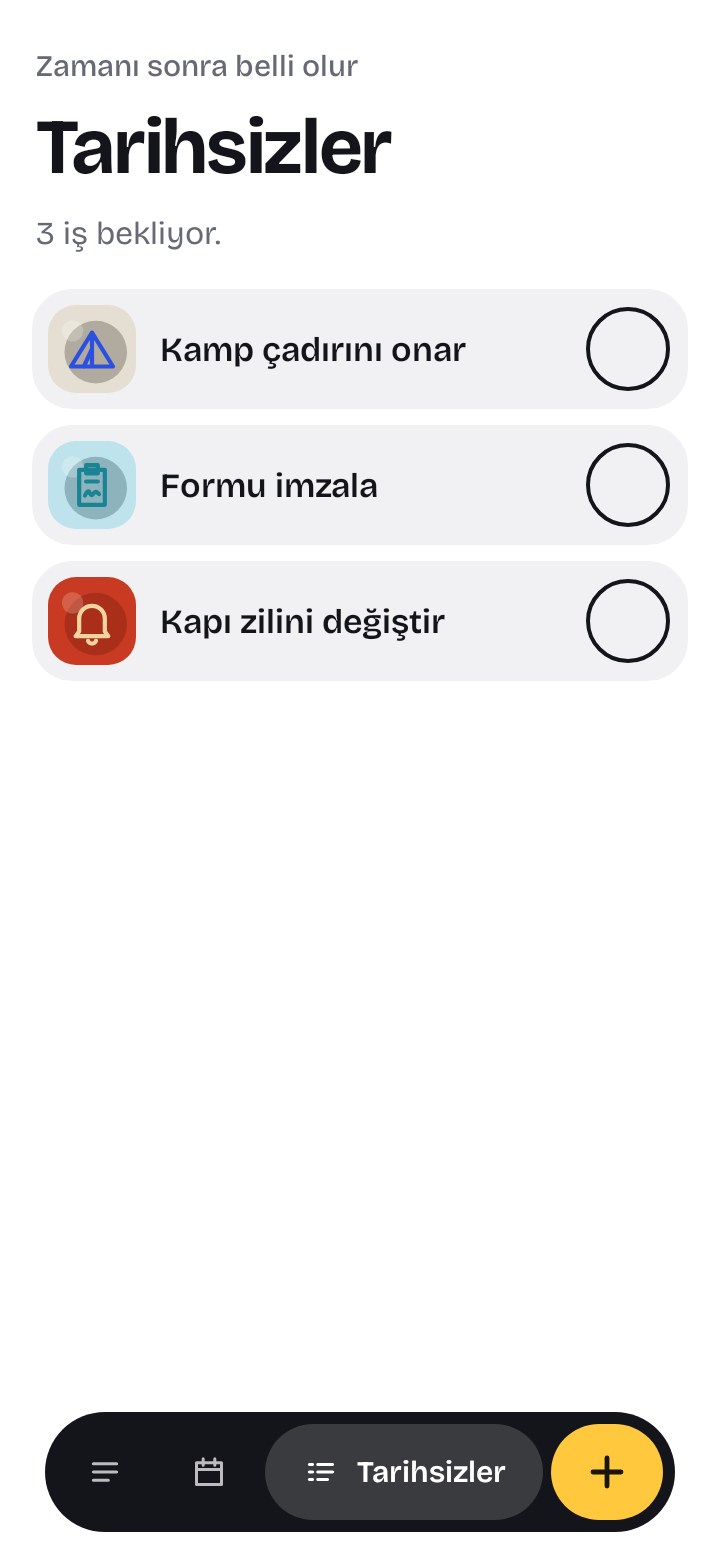 Zamanı sonra belli olur
Tarihsizler
3 iş bekliyor.
Kamp çadırını onar
Formu imzala
Kapı zilini değiştir
Tarihsizler